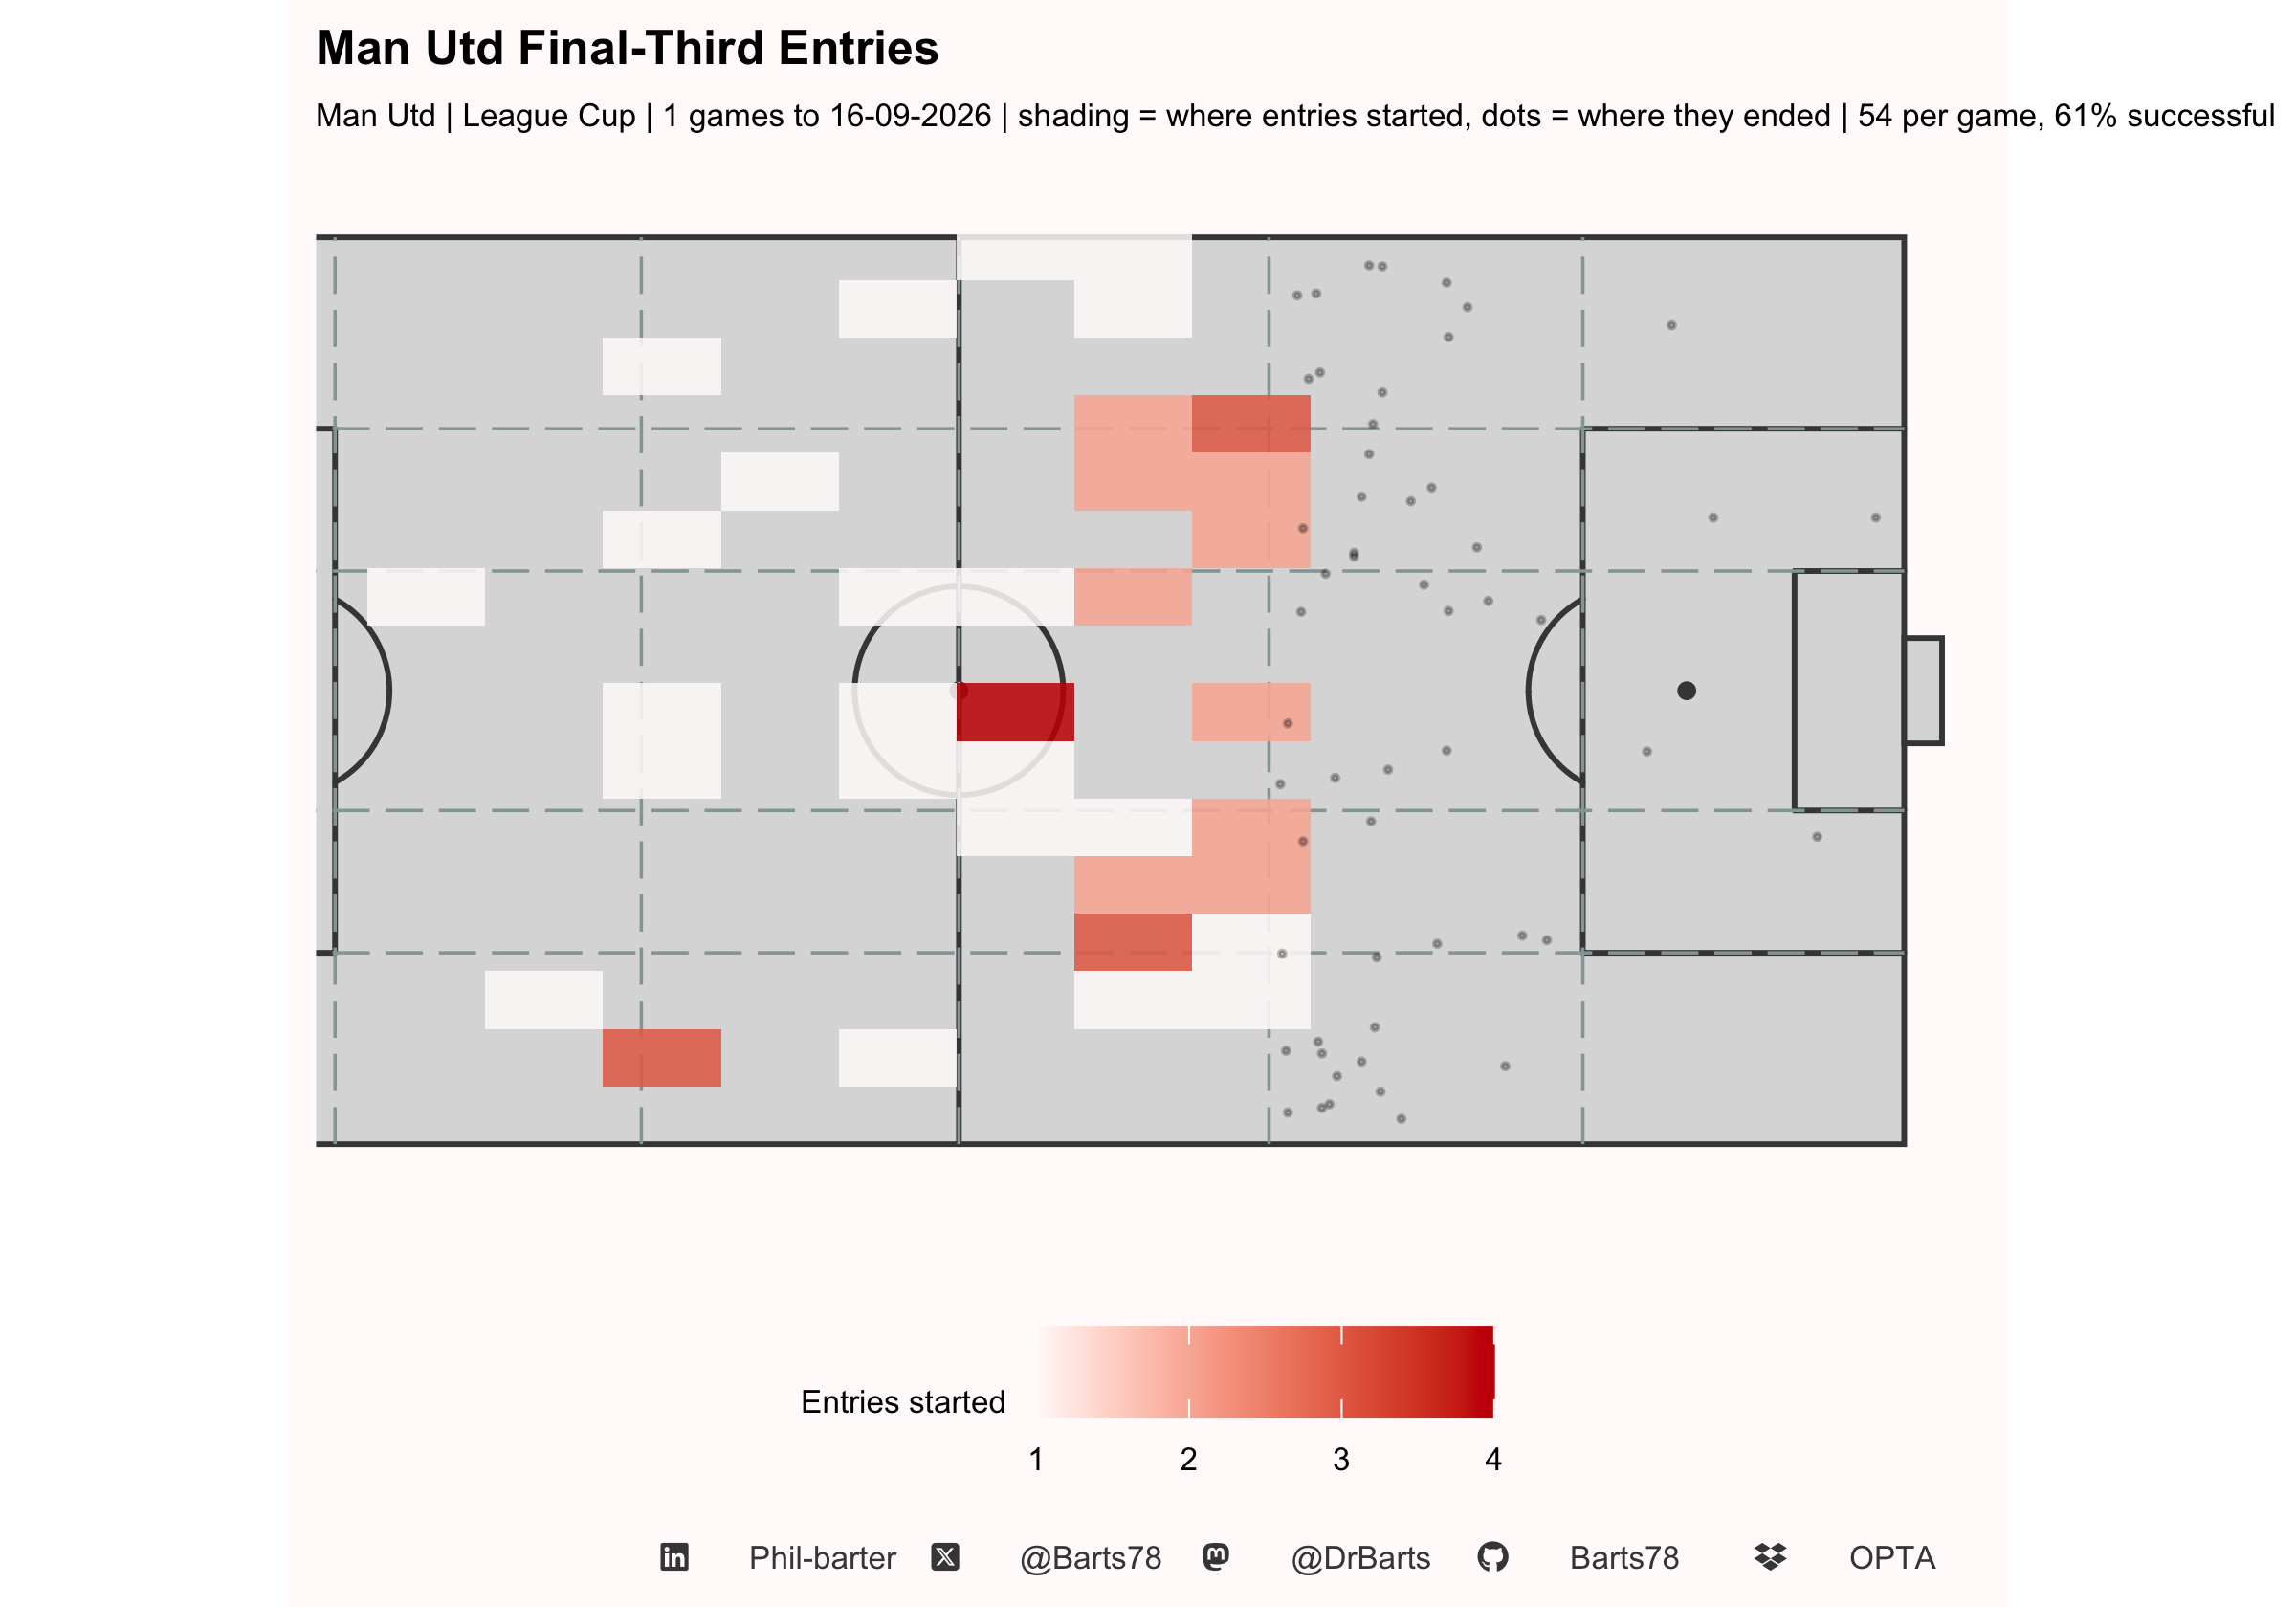 Man Utd Final-Third Entries
Man Utd | League Cup | 1 games to 16-09-2026 | shading = where entries started, dots = where they ended | 54 per game, 61% successful
Entries started
1 2 3 4
Phil-barter @Barts78 @DrBarts Barts78 OPTA